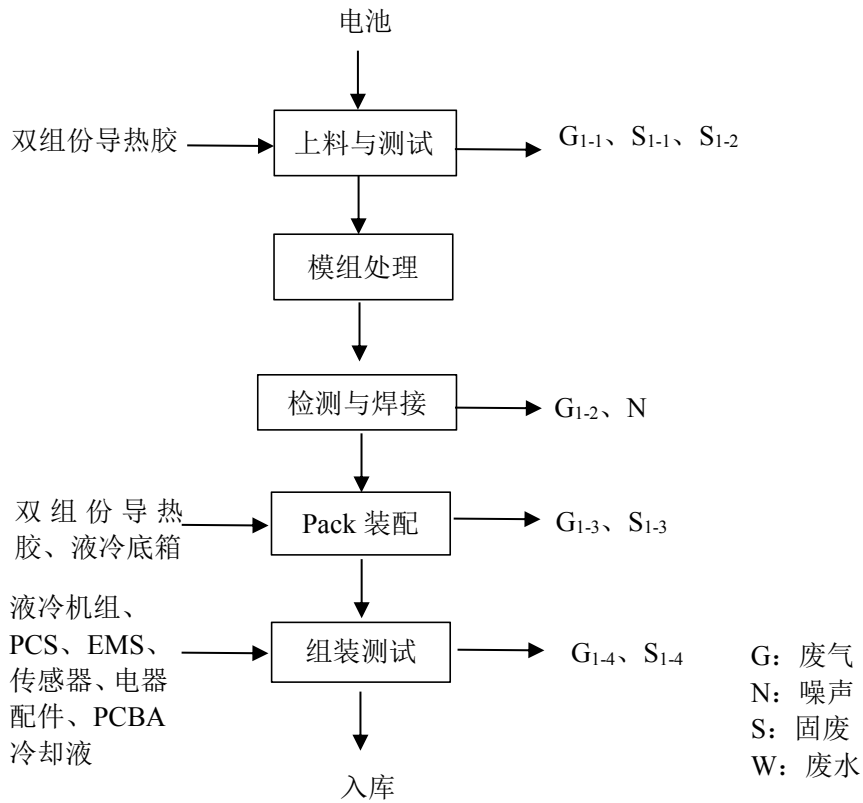 电池
双组份导热胶
上料与测试
G1-1、S1-1、S1-2
模组处理
检测与焊接
G1-2、N
双组份导热
胶、液冷底箱
Pack 装配
G1-3、S1-3
液冷机组、
PCS、EMS、
传感器、电器
配件、PCBA
冷却液
组装测试
G1-4、S1-4
入库
G：废气
N：噪声
S：固废
W：废水